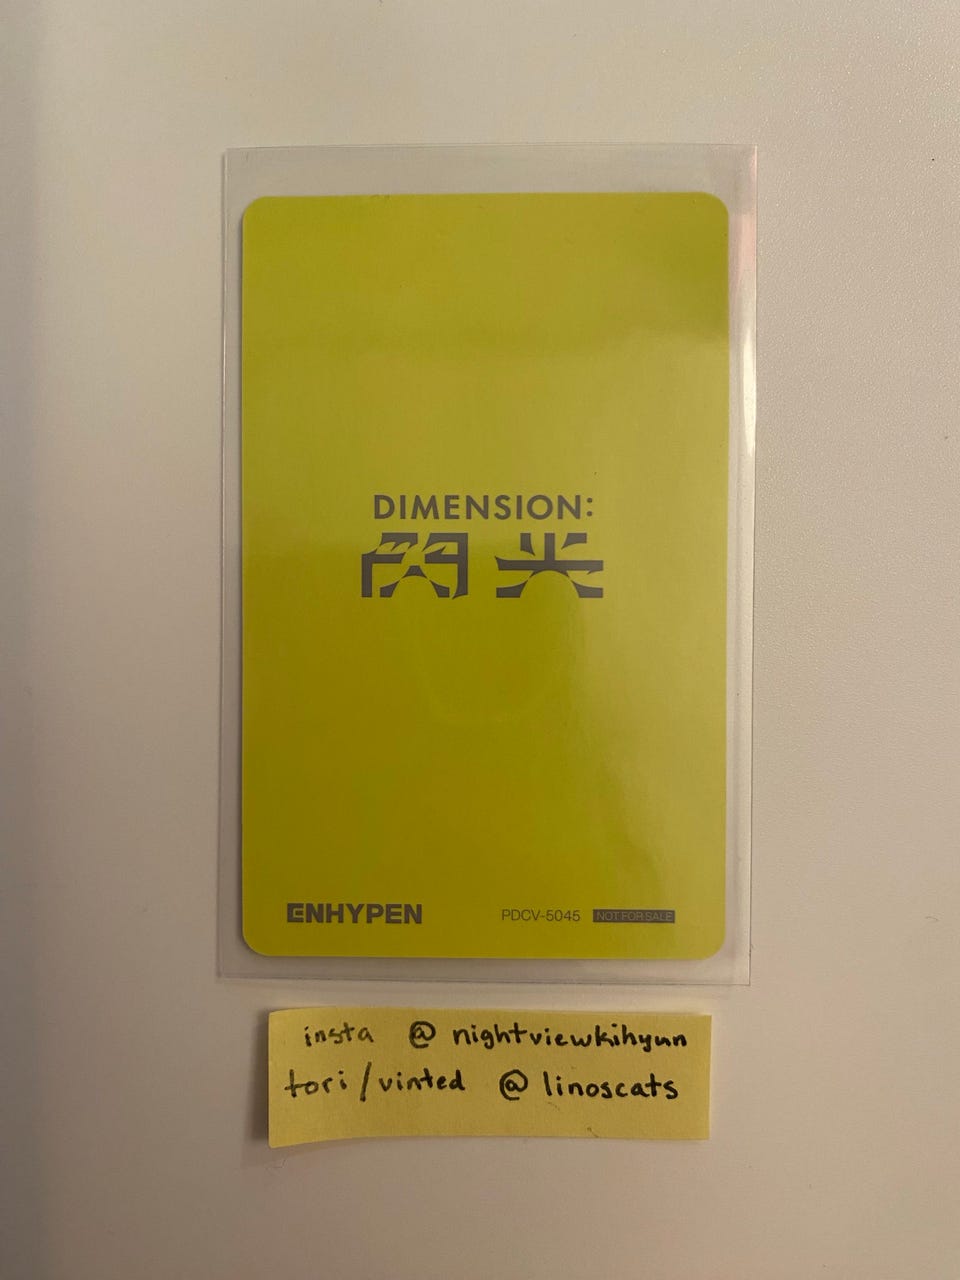 DIMENSION:
閃光
ENHYPEN PDCV-5045 NOT FOR SALE
insta @ nightviewkihyun
tori/vinted @ linoscats